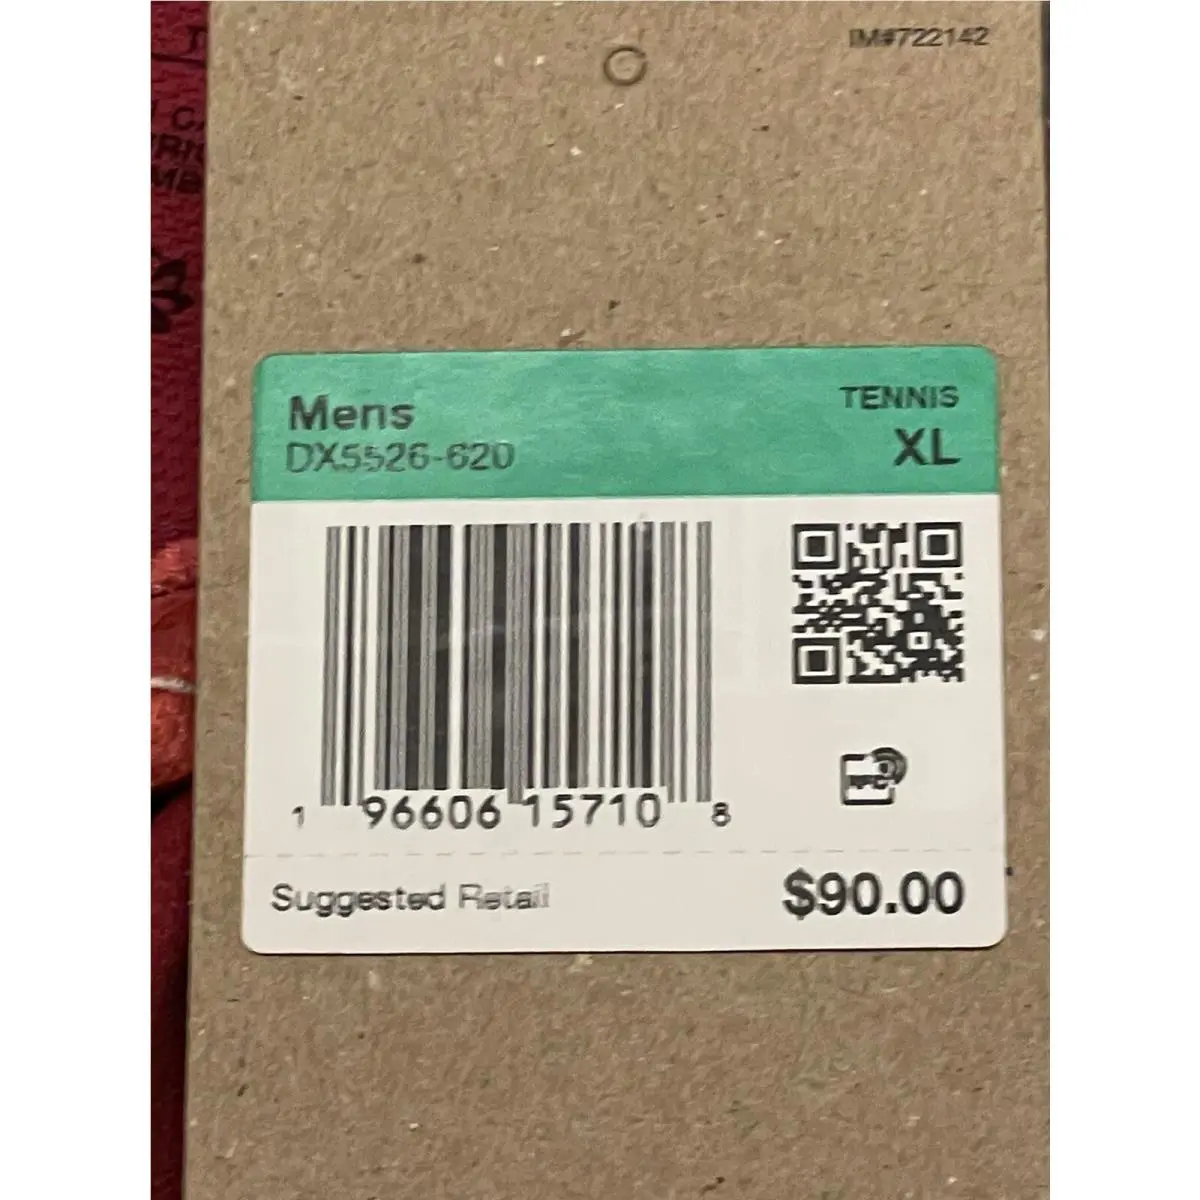 IM#722142
Mens
TENNIS
DX5526-620
XL
1 96606 15710 8
Suggested Retail
$90.00